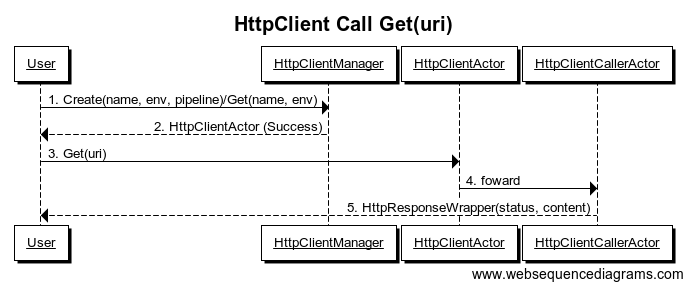 HttpClient Call Get(uri)
User HttpClientManager HttpClientActor HttpClientCallerActor
1. Create(name, env, pipeline)/Get(name, env)
2. HttpClientActor (Success)
3. Get(uri)
4. foward
5. HttpResponseWrapper(status, content)
User HttpClientManager HttpClientActor HttpClientCallerActor
www.websequencediagrams.com